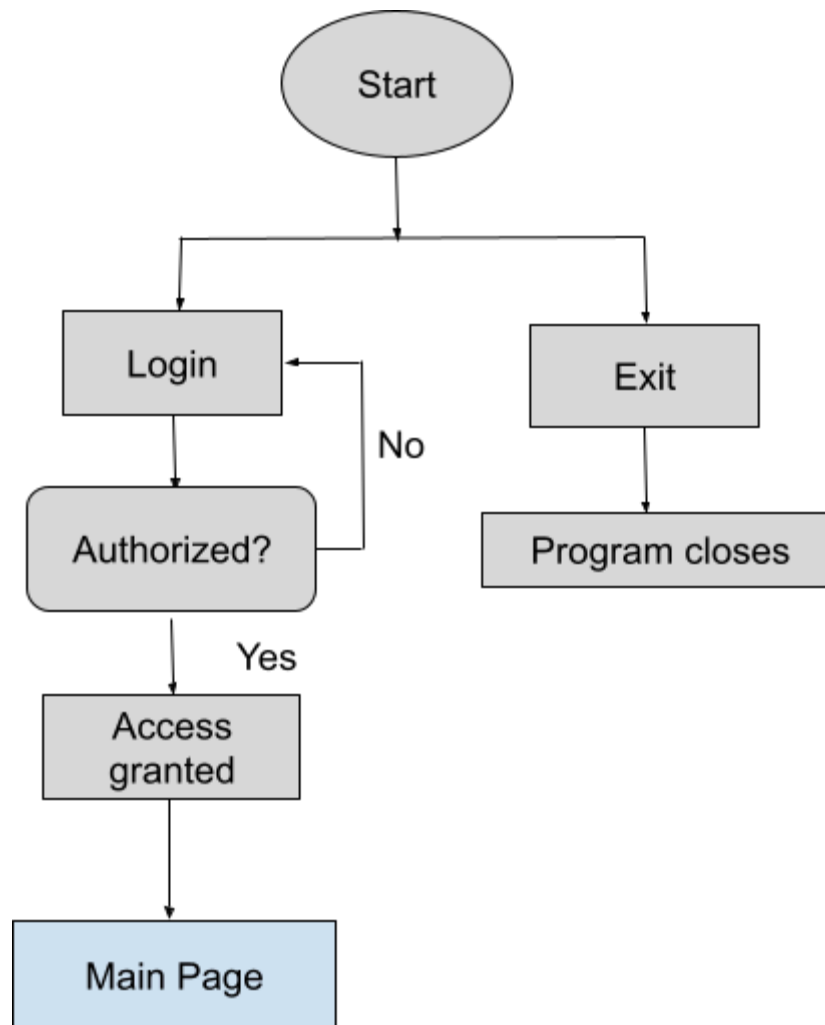 Start
Login
Exit
No
Authorized?
Program closes
Yes
Access
granted
Main Page